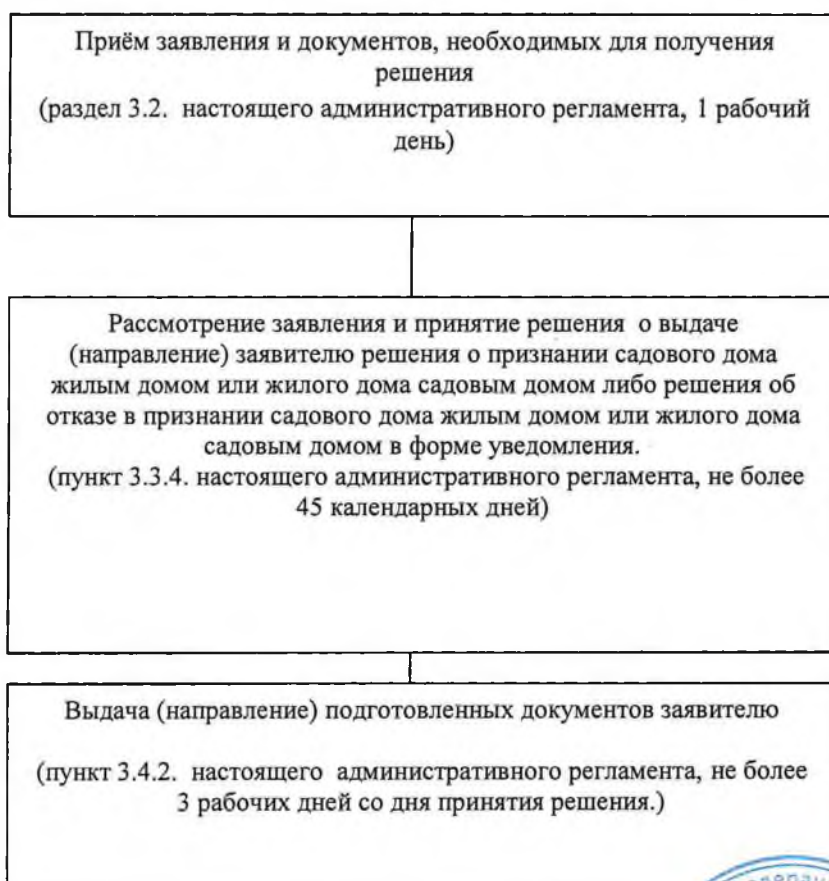 Приём заявления и документов, необходимых для получения
решения
(раздел 3.2. настоящего административного регламента, 1 рабочий
день)
Рассмотрение заявления и принятие решения о выдаче
(направление) заявителю решения о признании садового дома
жилым домом или жилого дома садовым домом либо решения об
отказе в признании садового дома жилым домом или жилого дома
садовым домом в форме уведомления.
(пункт 3.3.4. настоящего административного регламента, не более
45 календарных дней)
Выдача (направление) подготовленных документов заявителю
(пункт 3.4.2. настоящего административного регламента, не более
3 рабочих дней со дня принятия решения.)